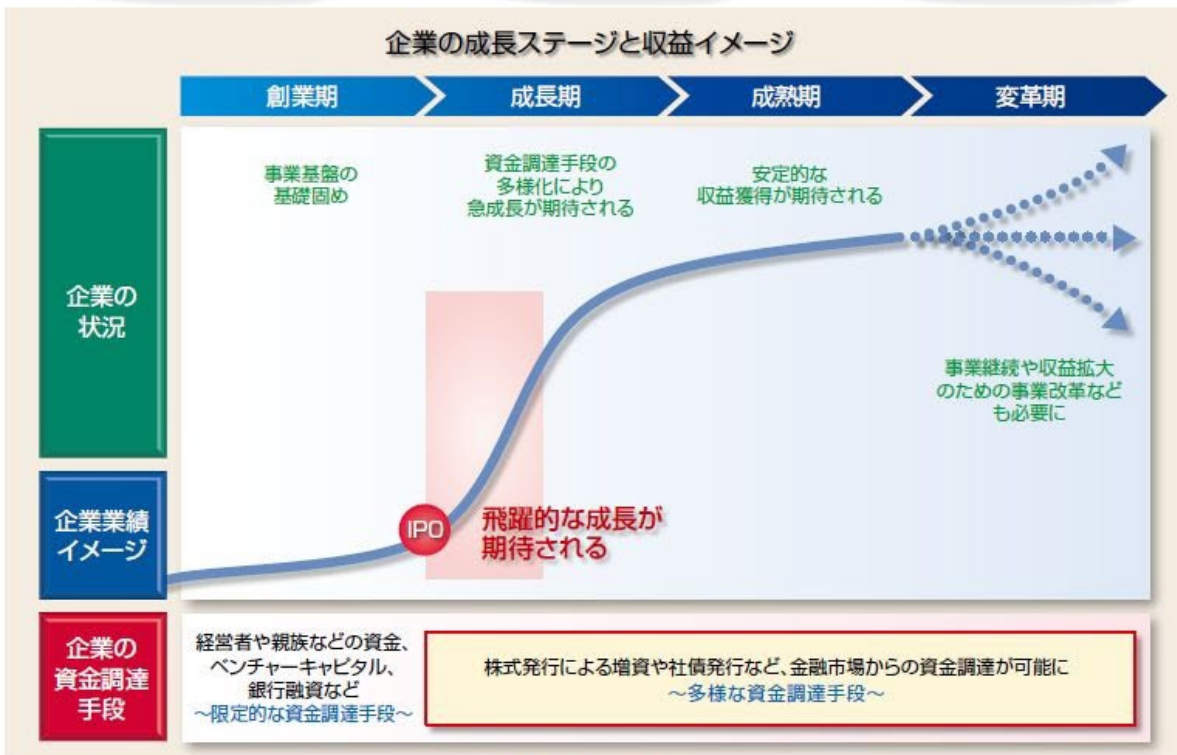 企業の成長ステージと収益イメージ
創業期
成長期
成熟期
変革期
企業の
状況
事業基盤の
基礎固め
資金調達手段の
多様化により
急成長が期待される
安定的な
収益獲得が期待される
事業継続や収益拡大
のための事業改革など
も必要に
企業業績
イメージ
IPO
飛躍的な成長が
期待される
企業の
資金調達
手段
経営者や親族などの資金、
ベンチャーキャピタル、
銀行融資など
～限定的な資金調達手段～
株式発行による増資や社債発行など、金融市場からの資金調達が可能に
～多様な資金調達手段～